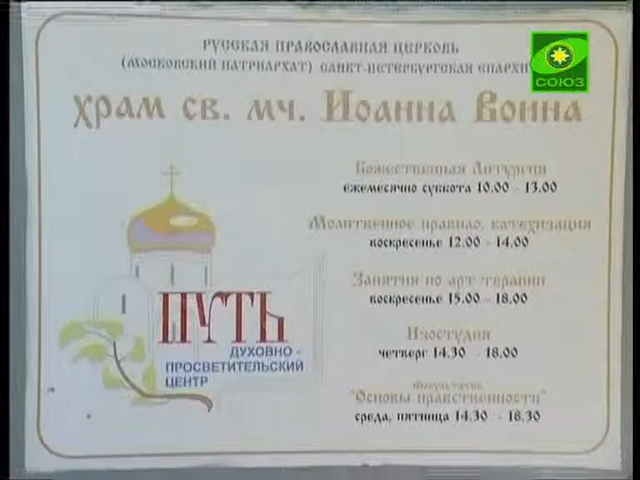 РУССКАЯ ПРАВОСЛАВНАЯ ЦЕРКОВЬ
(МОСКОВСКИЙ ПАТРИАРХАТ) САНКТ-ПЕТЕРБУРГСКАЯ ЕПАРХИ
СОЮЗ
храм св. мч. Иоанна Воина
Божественная Литургия
ежемесячно суббота 10.00 - 13.00
Молитвенное правило, катехизация
воскресенье 12.00 - 14.00
Занятия по арт-терапии
воскресенье 15.00 - 18.00
Изостудия
четверг 14.30 - 18.00
Факультатив
"Основы нравственности"
среда, пятница 14.30 - 18.30
ПУТЬ
ДУХОВНО -
ПРОСВЕТИТЕЛЬСКИЙ
ЦЕНТР